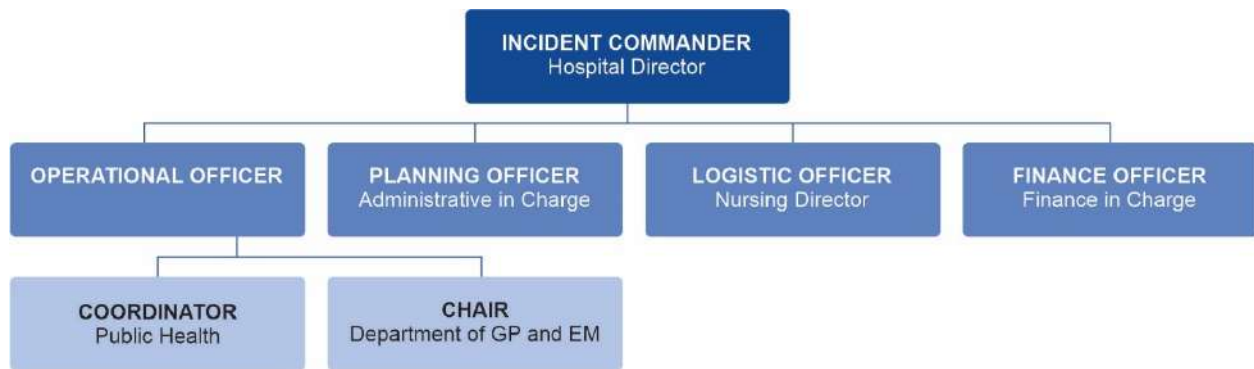 INCIDENT COMMANDER
Hospital Director
OPERATIONAL OFFICER
PLANNING OFFICER
Administrative in Charge
LOGISTIC OFFICER
Nursing Director
FINANCE OFFICER
Finance in Charge
COORDINATOR
Public Health
CHAIR
Department of GP and EM